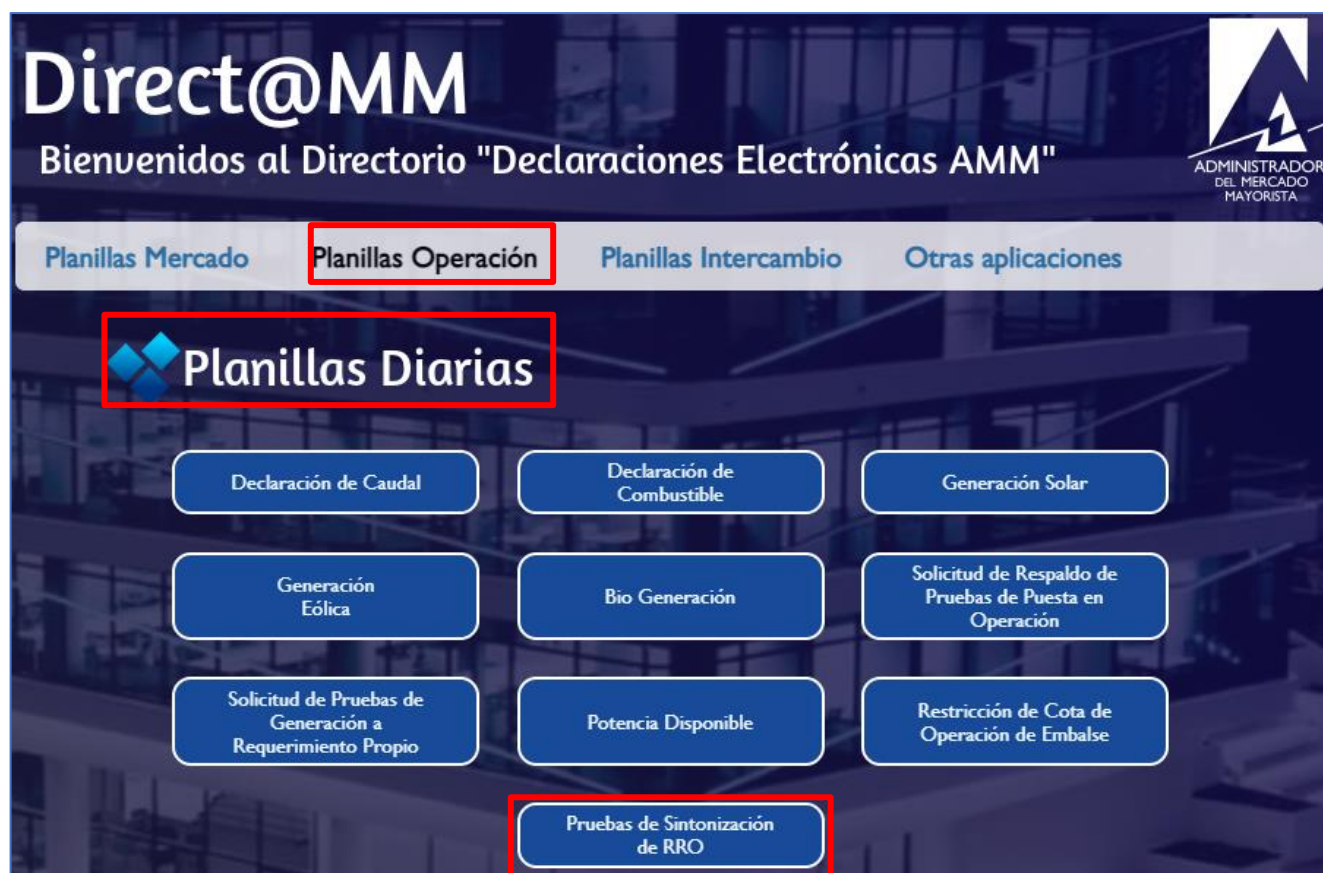 Direct@MM
Bienvenidos al Directorio "Declaraciones Electrónicas AMM"
ADMINISTRADOR
DEL MERCADO
MAYORISTA
Planillas Mercado
Planillas Operación
Planillas Intercambio
Otras aplicaciones
Planillas Diarias
Declaración de Caudal
Declaración de
Combustible
Generación Solar
Generación
Eólica
Bio Generación
Solicitud de Respaldo de
Pruebas de Puesta en
Operación
Solicitud de Pruebas de
Generación a
Requerimiento Propio
Potencia Disponible
Restricción de Cota de
Operación de Embalse
Pruebas de Sintonización
de RRO